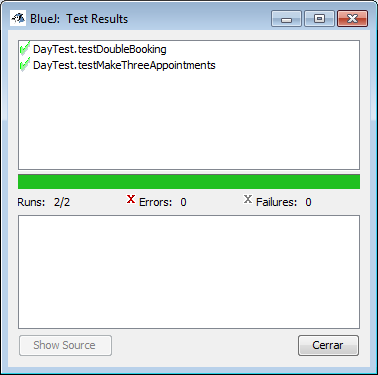 BlueJ:  Test Results
DayTest.testDoubleBooking
DayTest.testMakeThreeAppointments
Runs: 2/2 X Errors: 0 X Failures: 0
Show Source Cerrar